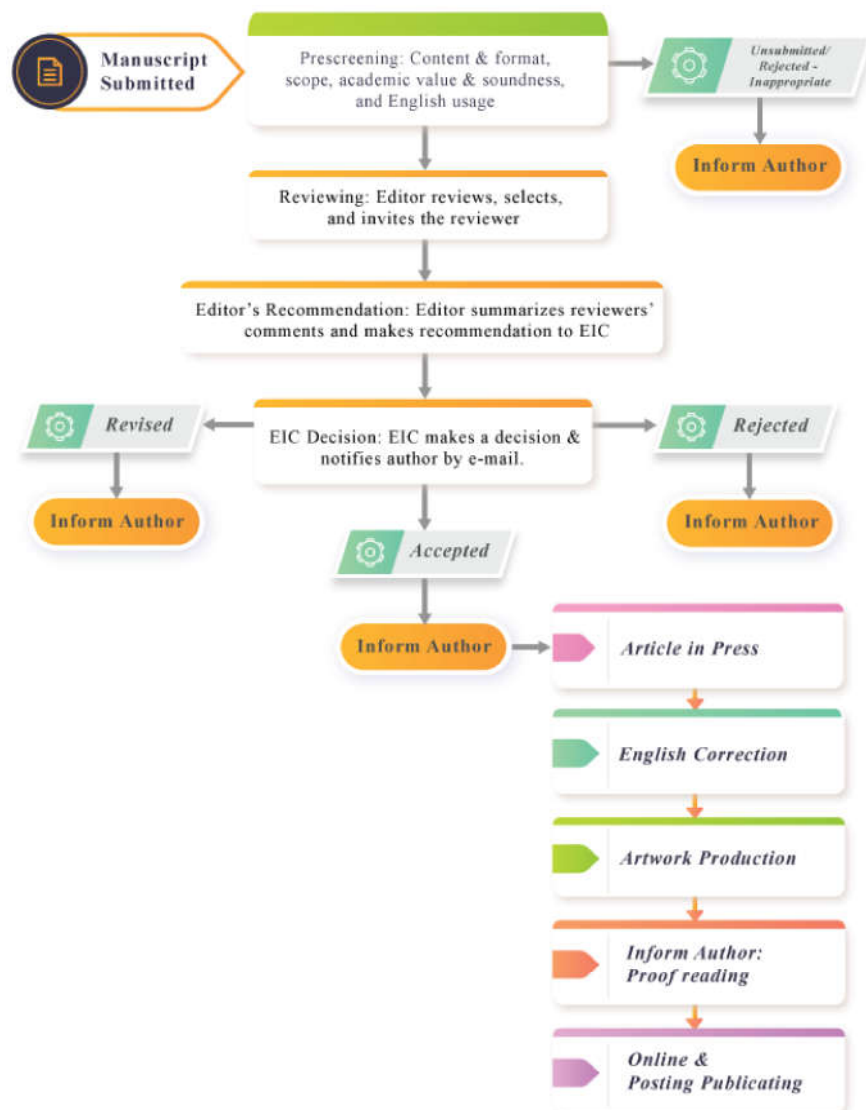 Manuscript
Submitted
Prescreening: Content & format,
scope, academic value & soundness,
and English usage
Unsubmitted/
Rejected -
Inappropriate
Inform Author
Reviewing: Editor reviews, selects,
and invites the reviewer
Editor's Recommendation: Editor summarizes reviewers'
comments and makes recommendation to EIC
Revised
EIC Decision: EIC makes a decision &
notifies author by e-mail.
Rejected
Inform Author
Inform Author
Accepted
Inform Author
Article in Press
English Correction
Artwork Production
Inform Author:
Proof reading
Online &
Posting Publicating